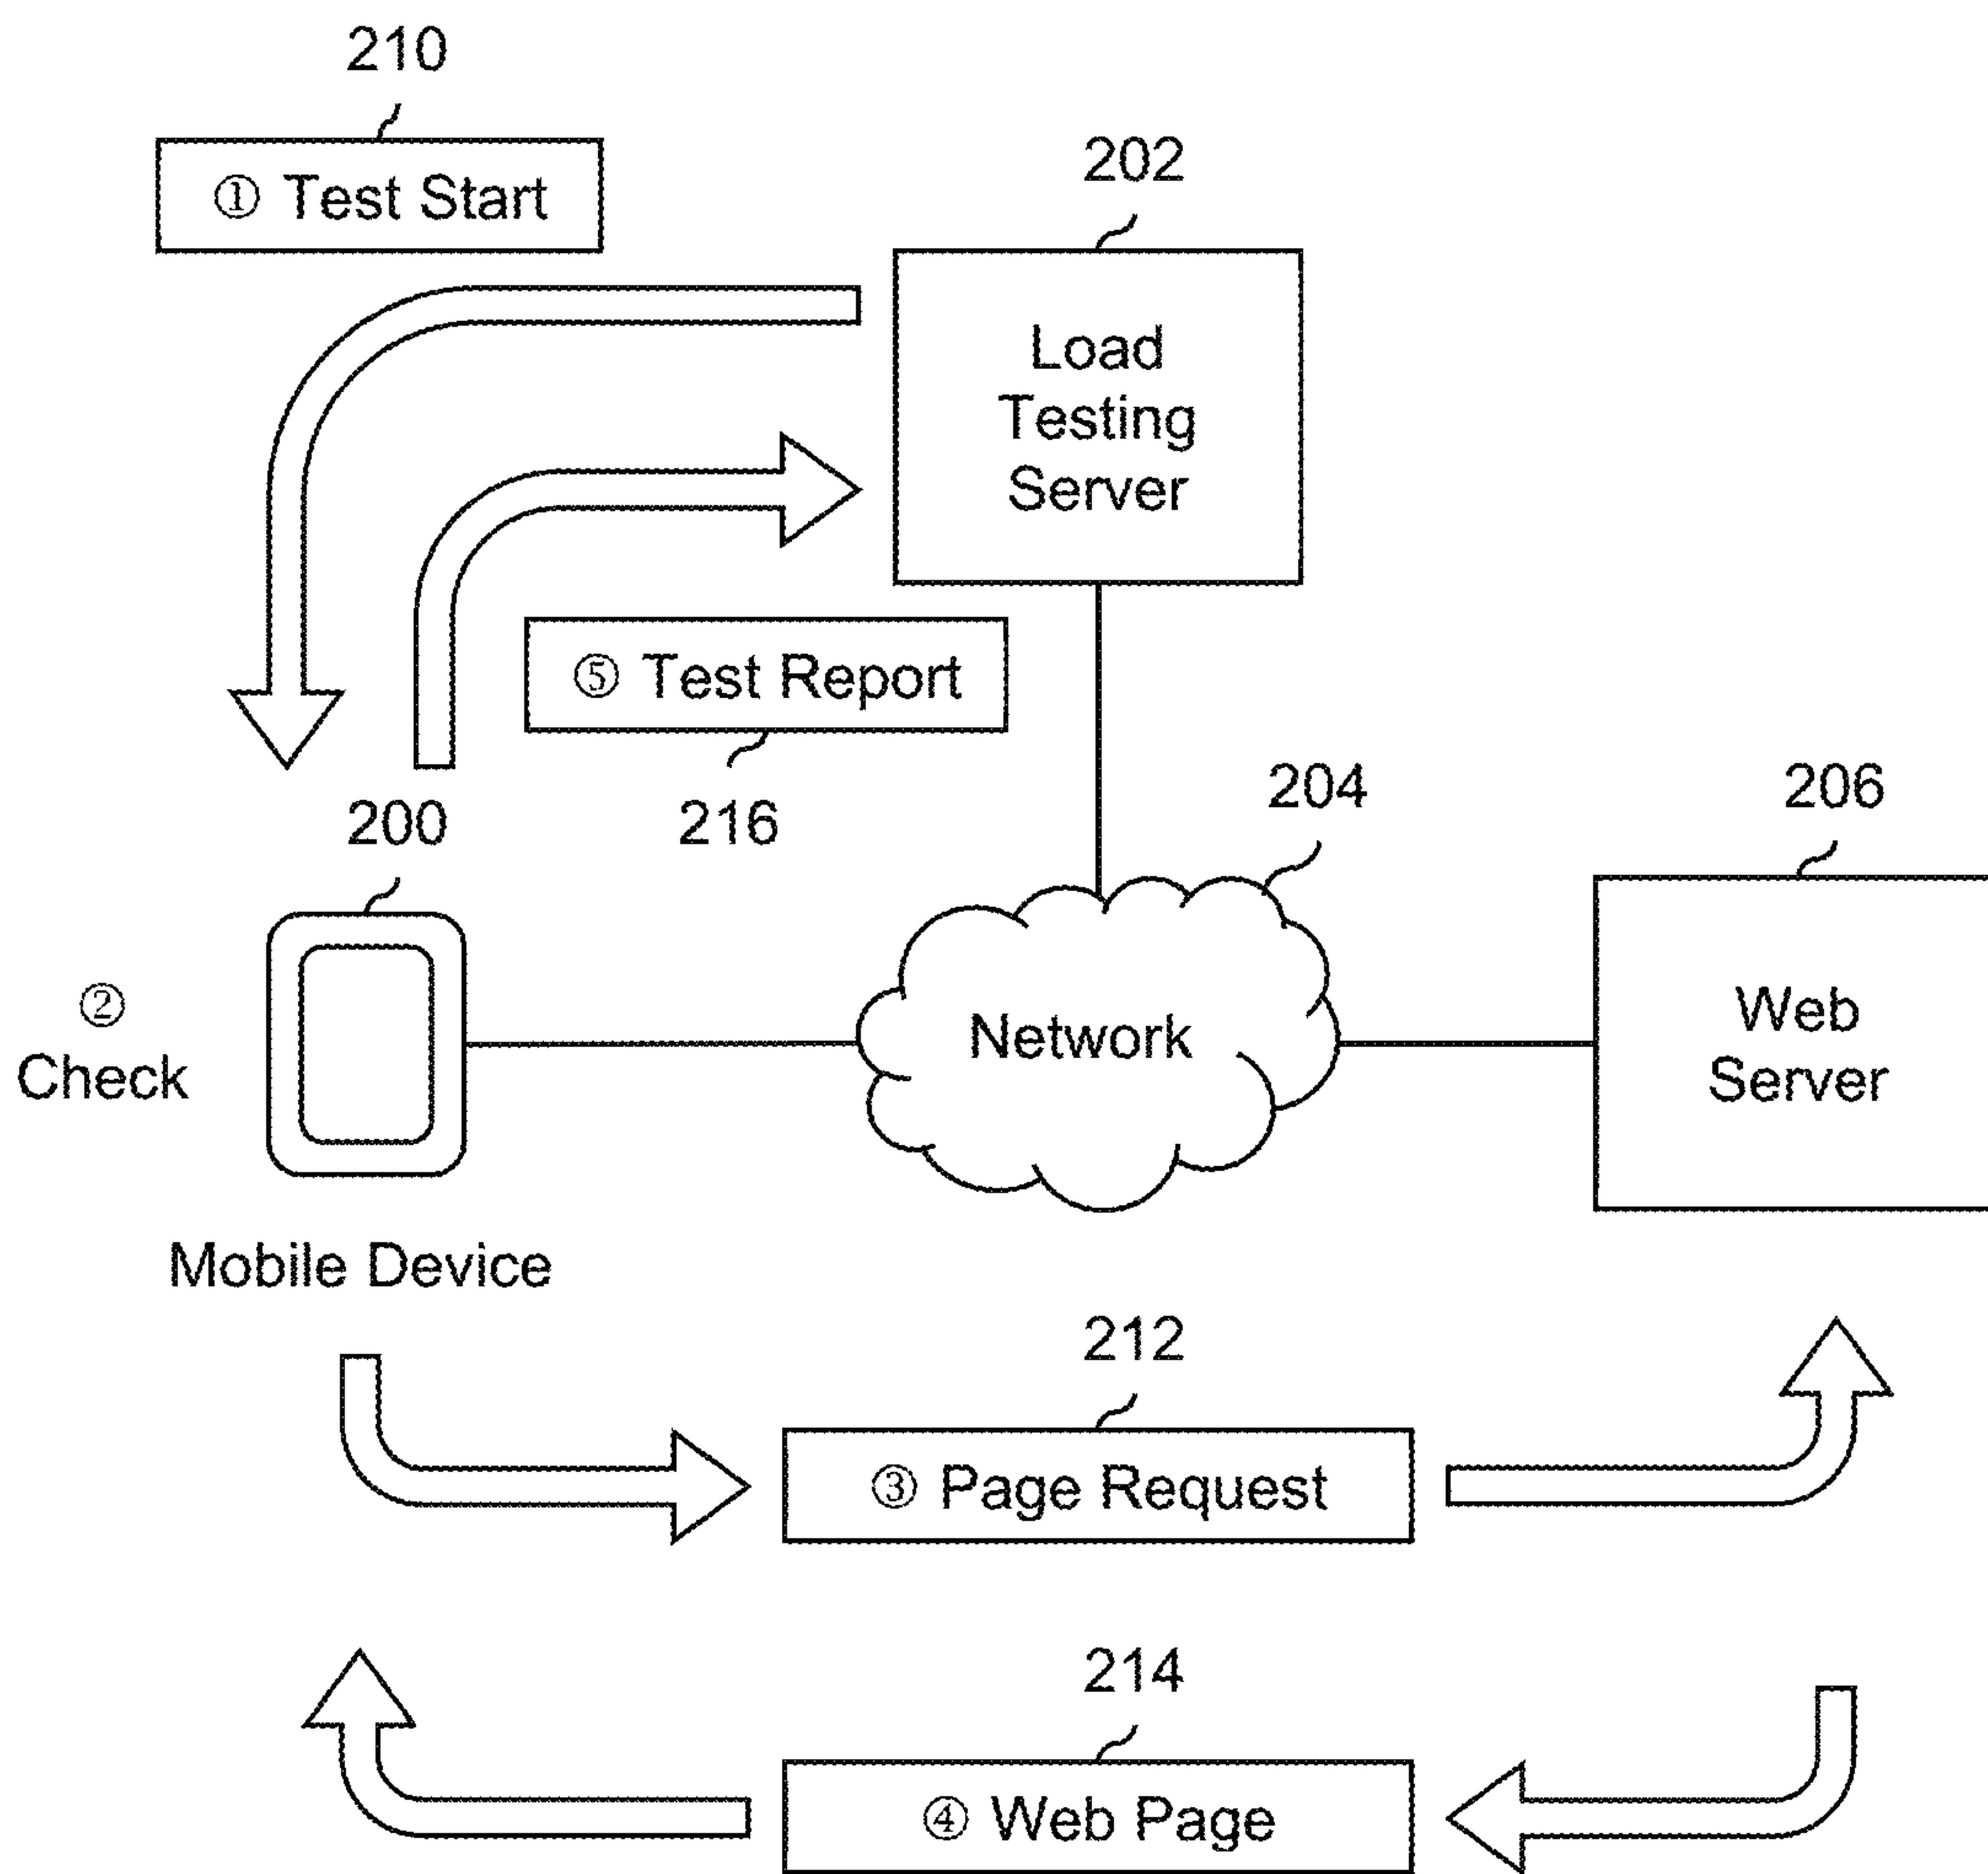 210
① Test Start
202
Load
Testing
Server
⑤ Test Report
216
200
204
206
②
Check
Network
Web
Server
Mobile Device
212
③ Page Request
214
④ Web Page